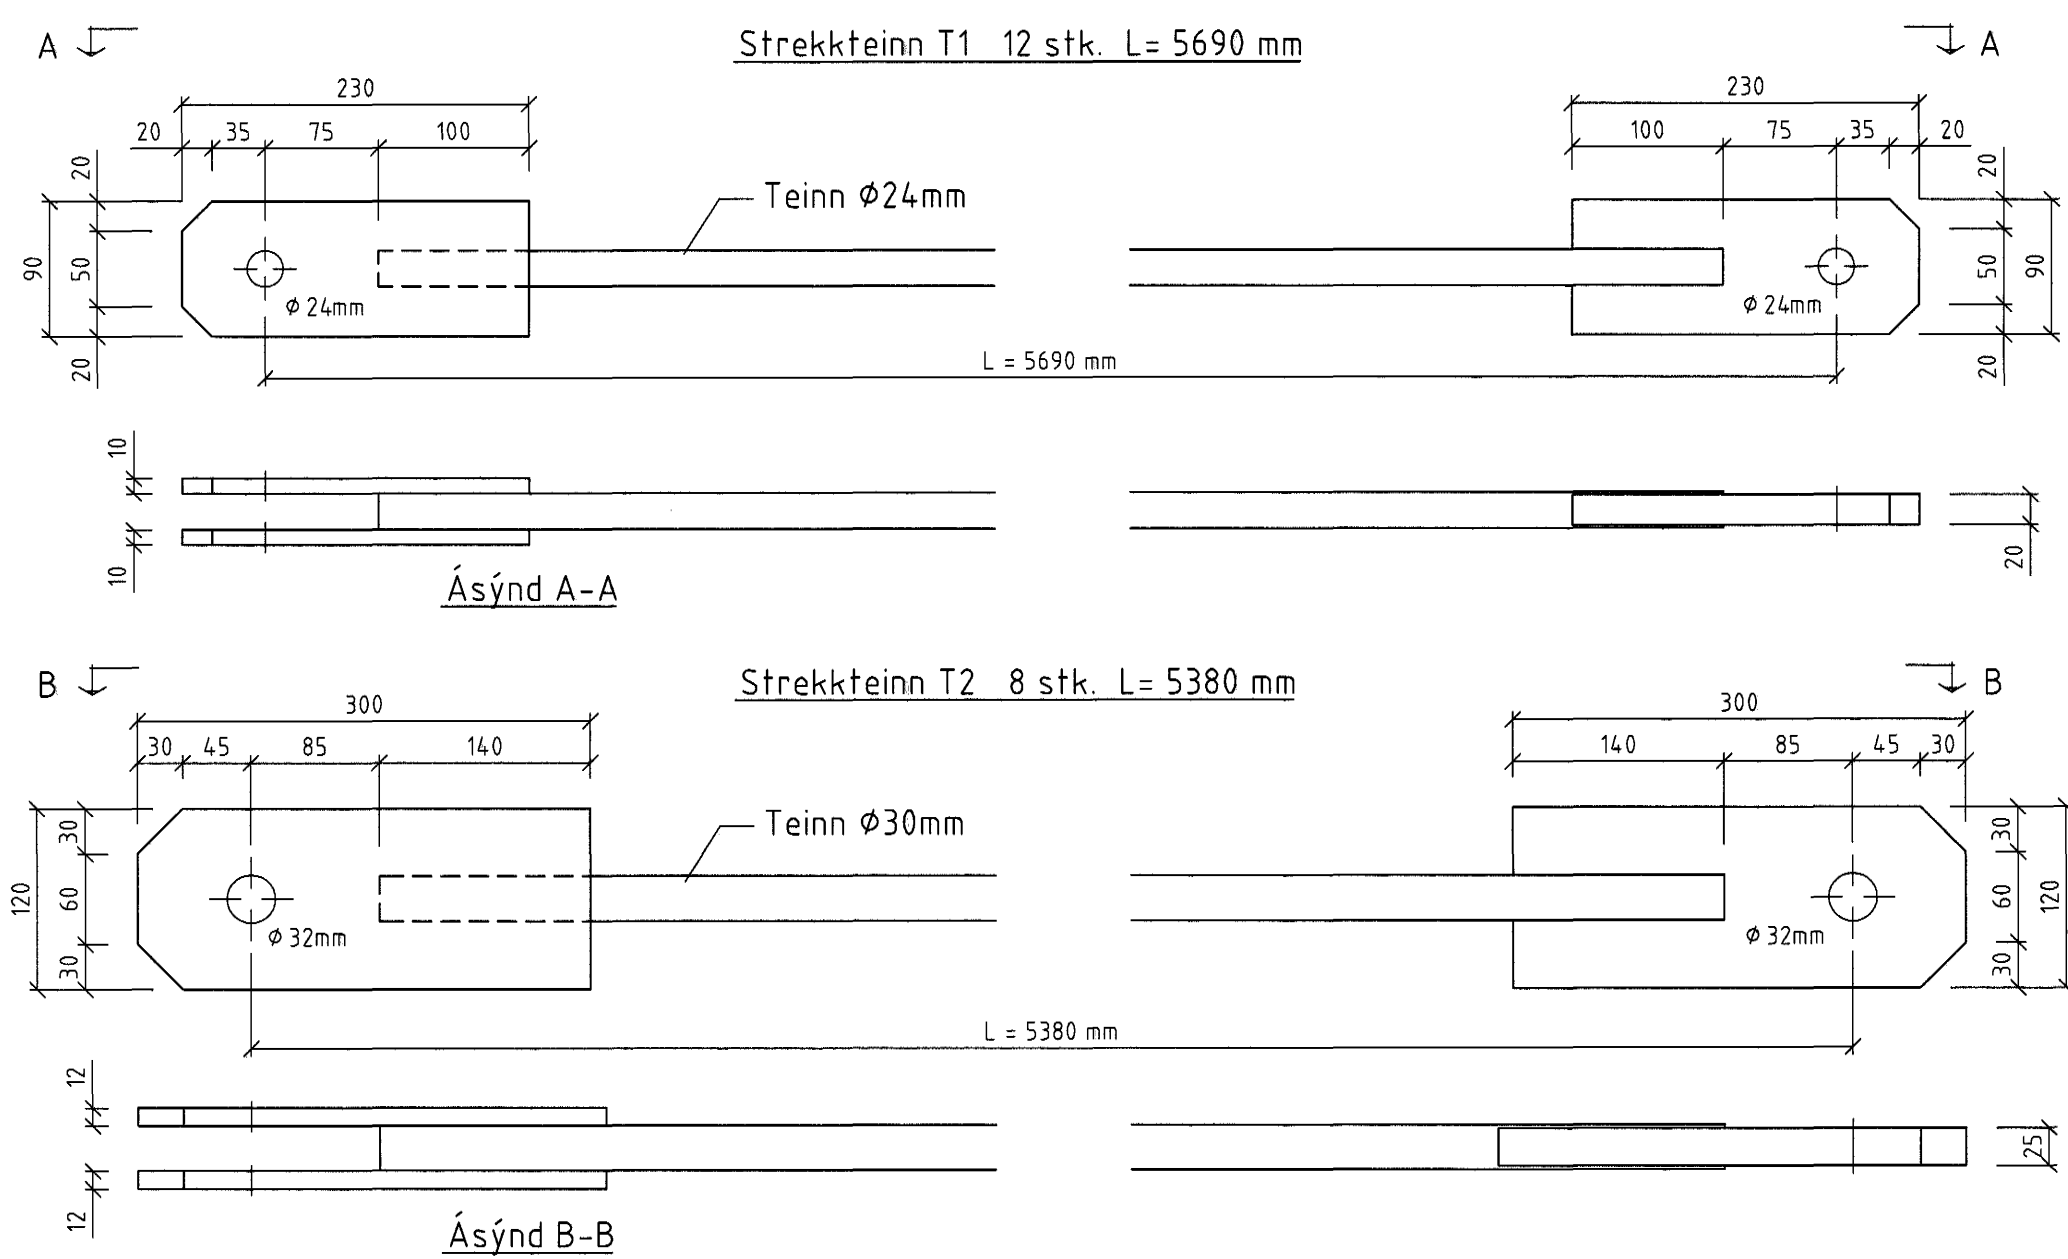 Strekkteinn T1 12 stk. L= 5690 mm
A A
230 230
20 35 75 100 100 75 35 20
20 20
Teinn Ø24mm
90 50 50 90
Ø 24mm Ø 24mm
20 20
L = 5690 mm
10
10 20
Ásýnd A-A
Strekkteinn T2 8 stk. L= 5380 mm
B B
300 300
30 45 85 140 140 85 45 30
30 30
Teinn Ø30mm
120 60 60 120
Ø 32mm Ø 32mm
30 30
L = 5380 mm
12
25
12
Ásýnd B-B